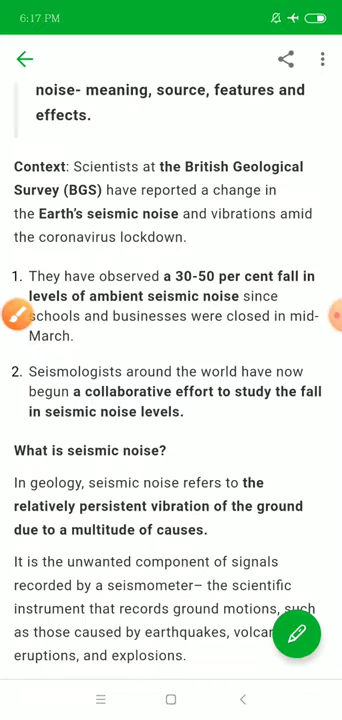 6:17 PM
noise- meaning, source, features and
effects.
Context: Scientists at the British Geological
Survey (BGS) have reported a change in
the Earth's seismic noise and vibrations amid
the coronavirus lockdown.
1. They have observed a 30-50 per cent fall in
levels of ambient seismic noise since
schools and businesses were closed in mid-
March.
2. Seismologists around the world have now
begun a collaborative effort to study the fall
in seismic noise levels.
What is seismic noise?
In geology, seismic noise refers to the
relatively persistent vibration of the ground
due to a multitude of causes.
It is the unwanted component of signals
recorded by a seismometer– the scientific
instrument that records ground motions, such
as those caused by earthquakes, volcan
eruptions, and explosions.